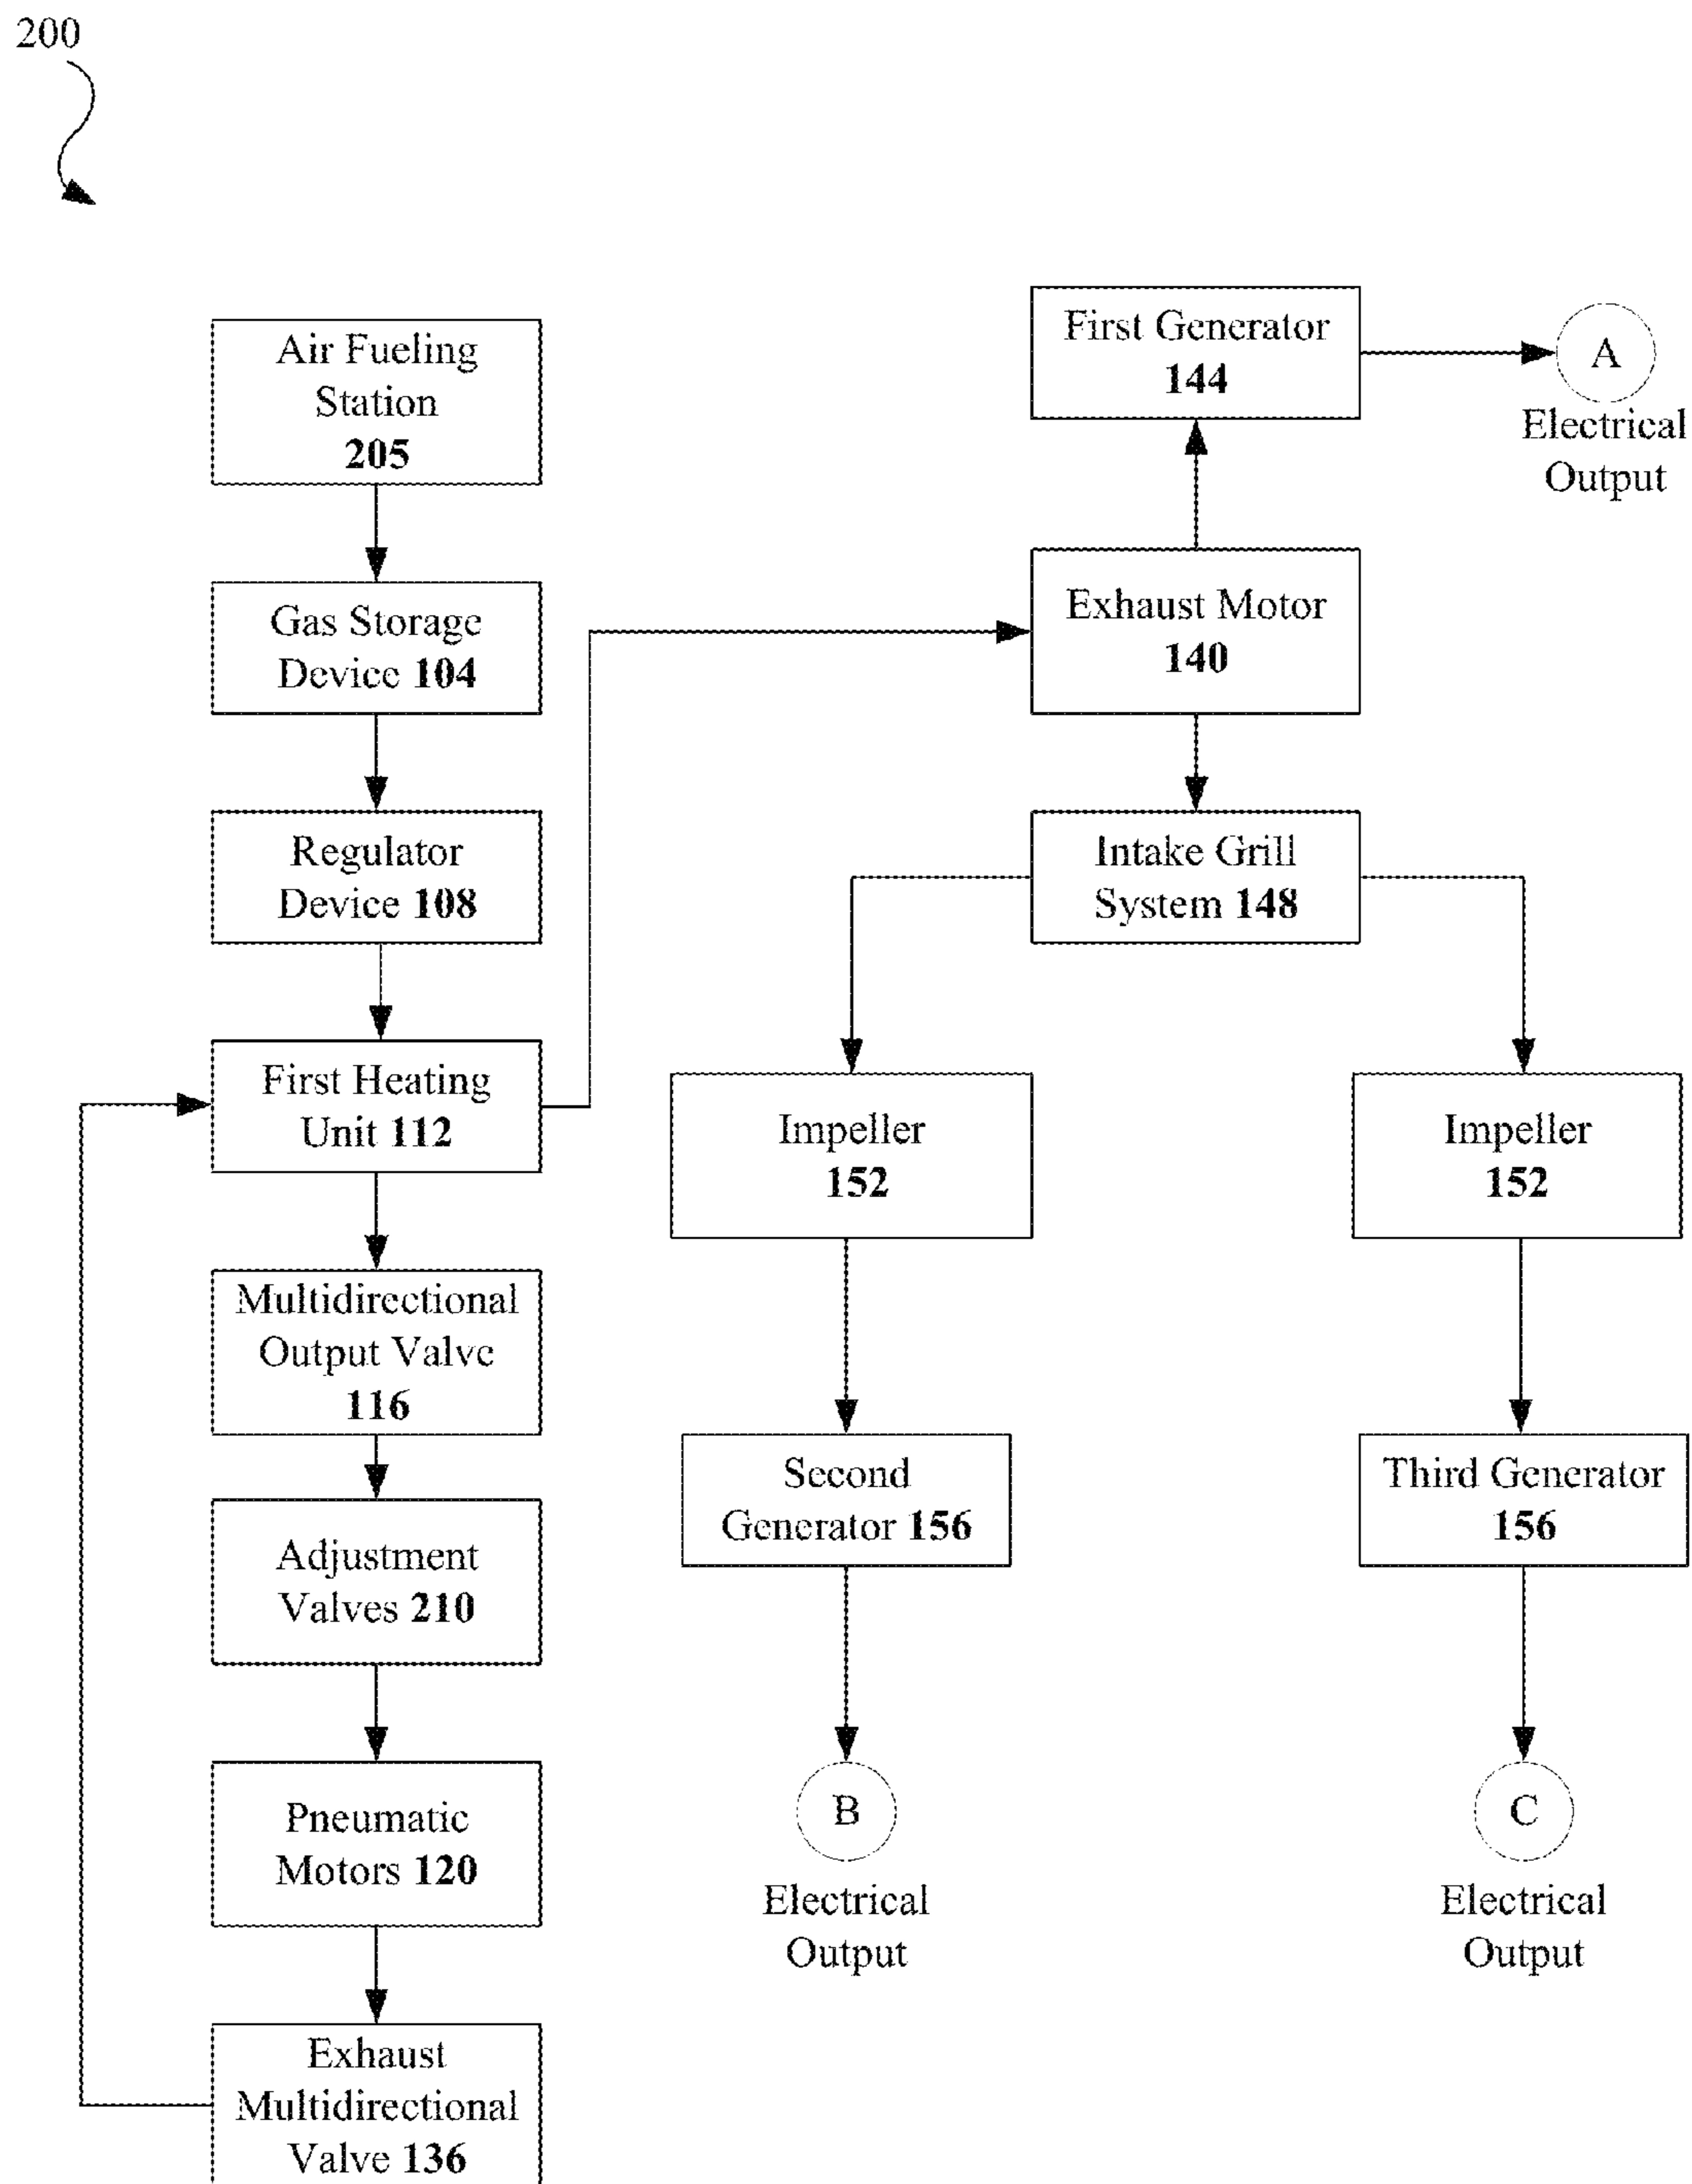 200
Air Fueling
Station
205
Gas Storage
Device 104
Regulator
Device 108
First Heating
Unit 112
Multidirectional
Output Valve
116
Adjustment
Valves 210
Pneumatic
Motors 120
Exhaust
Multidirectional
Valve 136
First Generator
144
A
Electrical
Output
Exhaust Motor
140
Intake Grill
System 148
Impeller
152
Second
Generator 156
B
Electrical
Output
Impeller
152
Third Generator
156
C
Electrical
Output